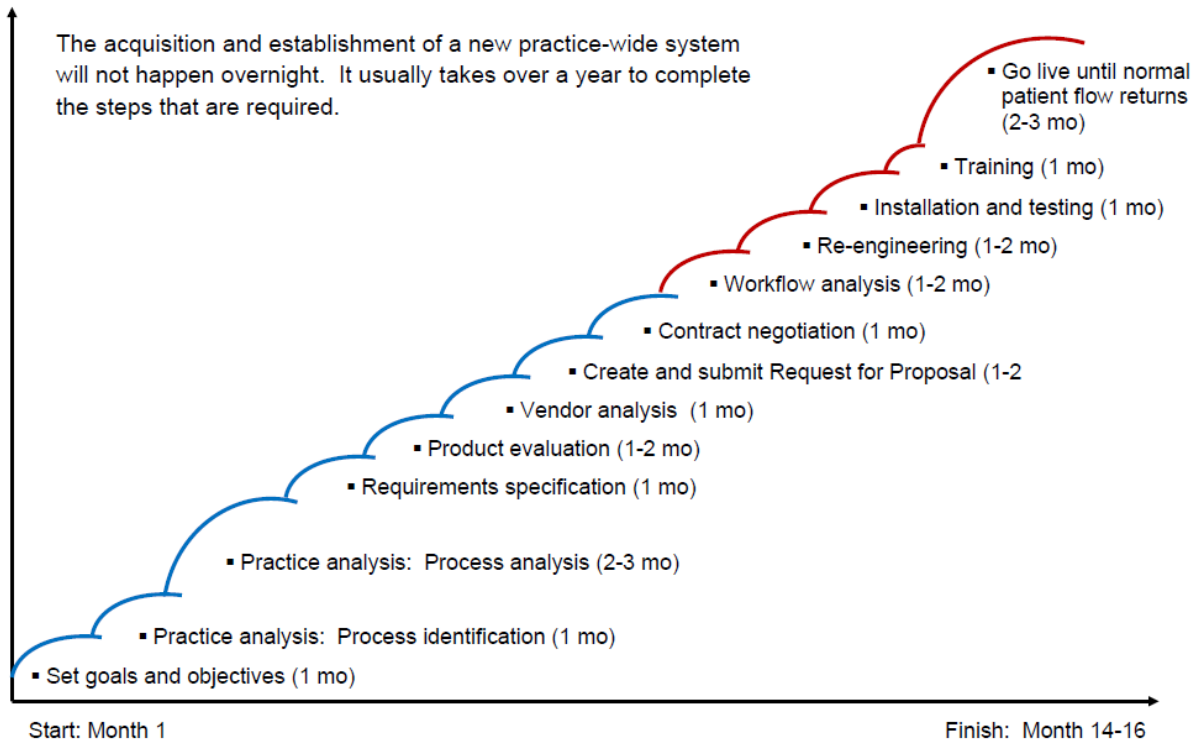 The acquisition and establishment of a new practice-wide system
will not happen overnight.  It usually takes over a year to complete
the steps that are required.
▪ Go live until normal
patient flow returns
(2-3 mo)
▪ Training (1 mo)
▪ Installation and testing (1 mo)
▪ Re-engineering (1-2 mo)
▪ Workflow analysis (1-2 mo)
▪ Contract negotiation (1 mo)
▪ Create and submit Request for Proposal (1-2
▪ Vendor analysis  (1 mo)
▪ Product evaluation (1-2 mo)
▪ Requirements specification (1 mo)
▪ Practice analysis:  Process analysis (2-3 mo)
▪ Practice analysis:  Process identification (1 mo)
▪ Set goals and objectives (1 mo)
Start: Month 1
Finish:  Month 14-16